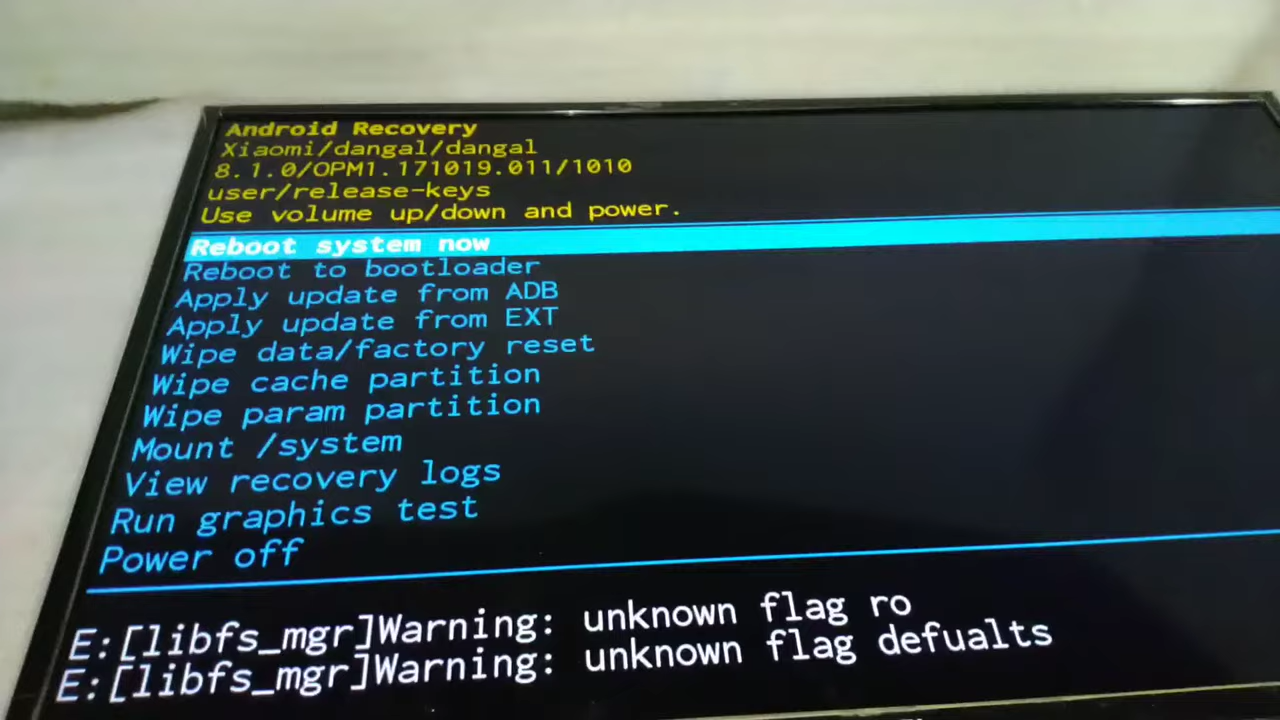 Android Recovery
Xiaomi/dangal/dangal
8.1.0/OPM1.171019.011/1010
user/release-keys
Use volume up/down and power.
Reboot system now
Reboot to bootloader
Apply update from ADB
Apply update from EXT
Wipe data/factory reset
Wipe cache partition
Wipe param partition
Mount /system
View recovery logs
Run graphics test
Power off
E:[libfs_mgr]Warning: unknown flag ro
E:[libfs_mgr]Warning: unknown flag defualts